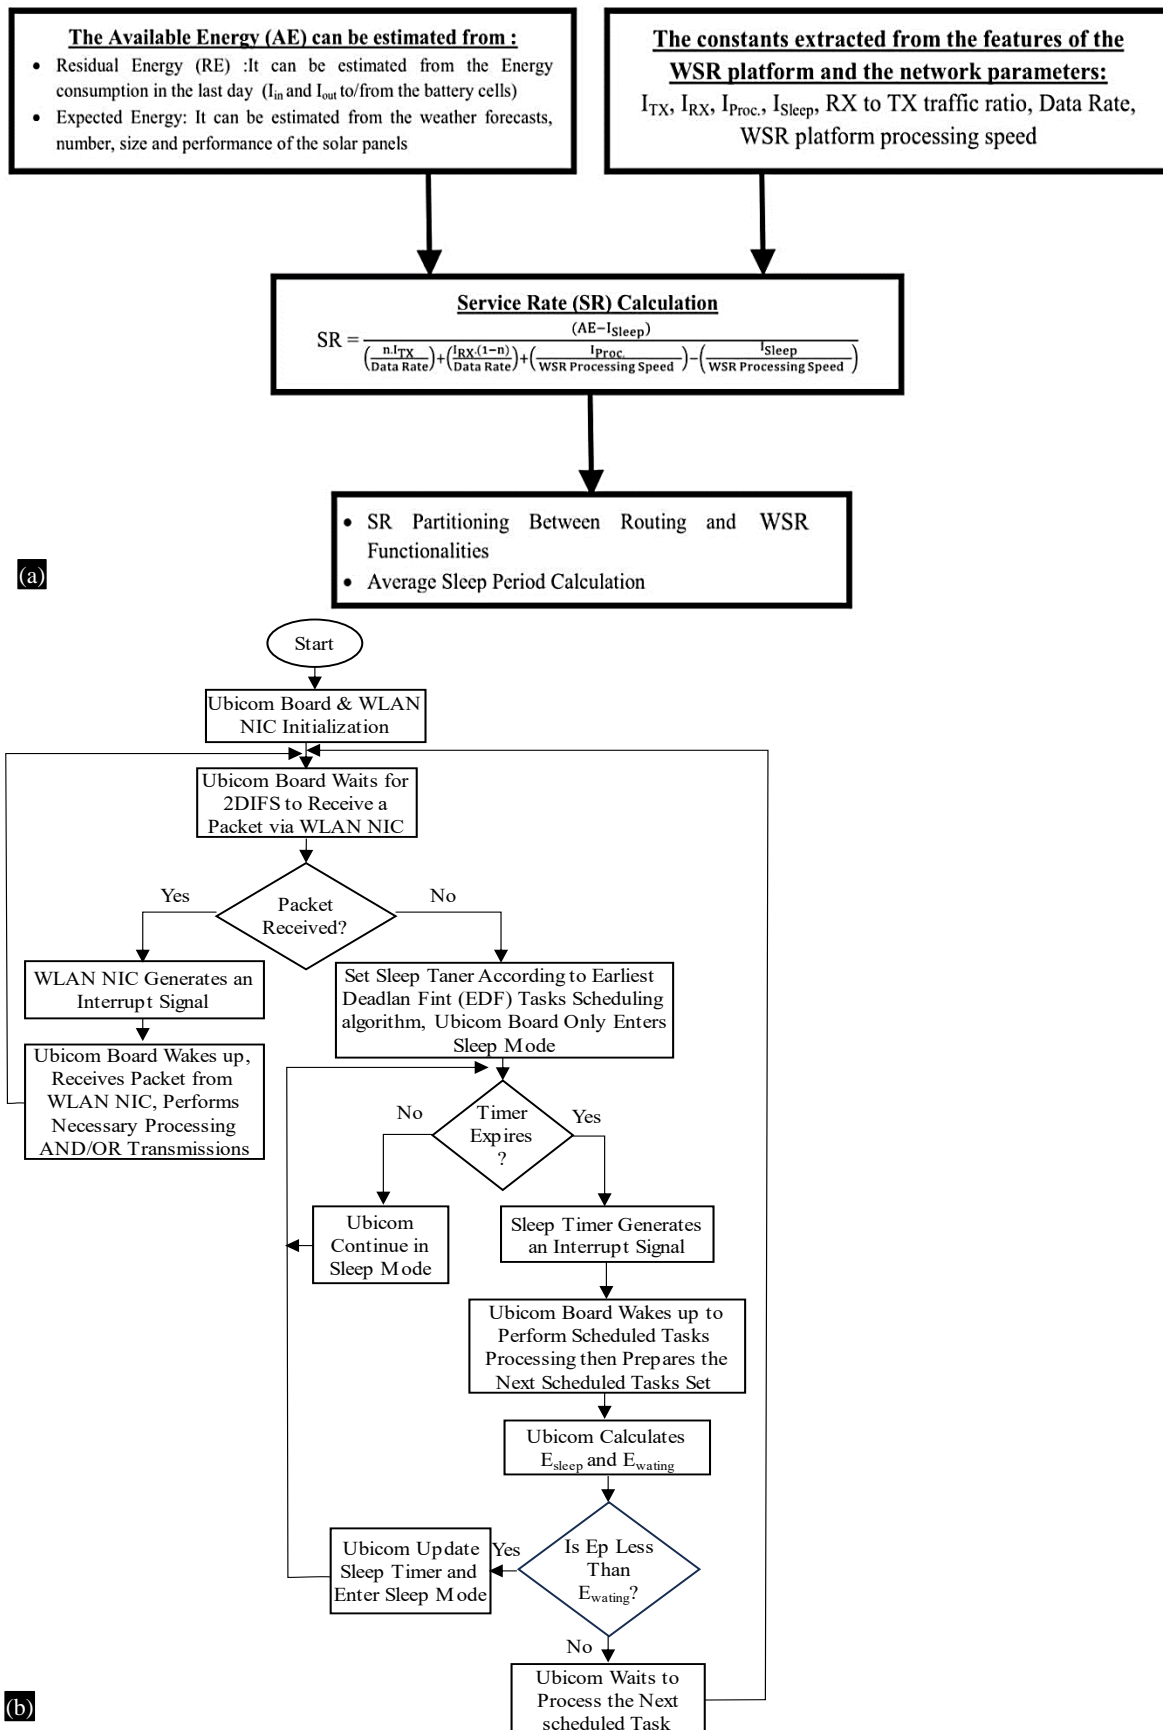 The Available Energy (AE) can be estimated from :
• Residual Energy (RE) :It can be estimated from the Energy
consumption in the last day (Iin and Iout to/from the battery cells)
• Expected Energy: It can be estimated from the weather forecasts,
number, size and performance of the solar panels
The constants extracted from the features of the
WSR platform and the network parameters:
ITX, IRX, IProc., ISleep, RX to TX traffic ratio, Data Rate,
WSR platform processing speed
Service Rate (SR) Calculation
SR = (AE−ISleep) / ((n.ITX / Data Rate)+(IRX.(1−n) / Data Rate)+(IProc. / WSR Processing Speed)−(ISleep / WSR Processing Speed))
• SR Partitioning Between Routing and WSR
Functionalities
• Average Sleep Period Calculation
(a)
Start
Ubicom Board & WLAN
NIC Initialization
Ubicom Board Waits for
2DIFS to Receive a
Packet via WLAN NIC
Packet
Received?
Yes
No
WLAN NIC Generates an
Interrupt Signal
Ubicom Board Wakes up,
Receives Packet from
WLAN NIC, Performs
Necessary Processing
AND/OR Transmissions
Set Sleep Taner According to Earliest
Deadlan Fint (EDF) Tasks Scheduling
algorithm, Ubicom Board Only Enters
Sleep Mode
Timer
Expires
?
No
Yes
Ubicom
Continue in
Sleep Mode
Sleep Timer Generates
an Interrupt Signal
Ubicom Board Wakes up to
Perform Scheduled Tasks
Processing then Prepares the
Next Scheduled Tasks Set
Ubicom Calculates
Esleep and Ewating
Is Ep Less
Than
Ewating?
Yes
No
Ubicom Update
Sleep Timer and
Enter Sleep Mode
Ubicom Waits to
Process the Next
scheduled Task
(b)